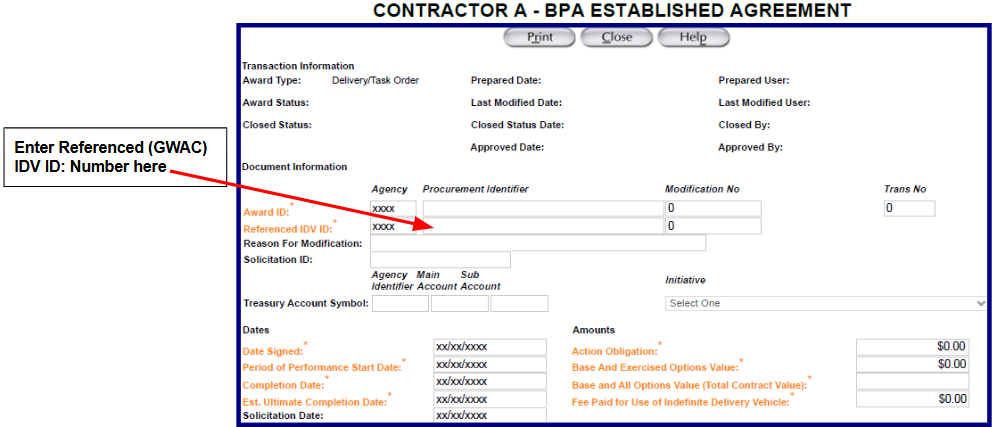 CONTRACTOR A - BPA ESTABLISHED AGREEMENT
Print Close Help
Transaction Information
Award Type: Delivery/Task Order Prepared Date: Prepared User:
Award Status: Last Modified Date: Last Modified User:
Closed Status: Closed Status Date: Closed By:
Approved Date: Approved By:
Enter Referenced (GWAC)
IDV ID: Number here
Document Information
Agency Procurement Identifier Modification No Trans No
Award ID:* xxxx 0 0
Referenced IDV ID:* xxxx 0
Reason For Modification:
Solicitation ID:
Agency Main Sub
Identifier Account Account Initiative
Treasury Account Symbol: Select One
Dates Amounts
Date Signed:* xx/xx/xxxx Action Obligation:* $0.00
Period of Performance Start Date:* xx/xx/xxxx Base And Exercised Options Value:* $0.00
Completion Date:* xx/xx/xxxx Base and All Options Value (Total Contract Value):*
Est. Ultimate Completion Date:* xx/xx/xxxx Fee Paid for Use of Indefinite Delivery Vehicle:* $0.00
Solicitation Date: xx/xx/xxxx